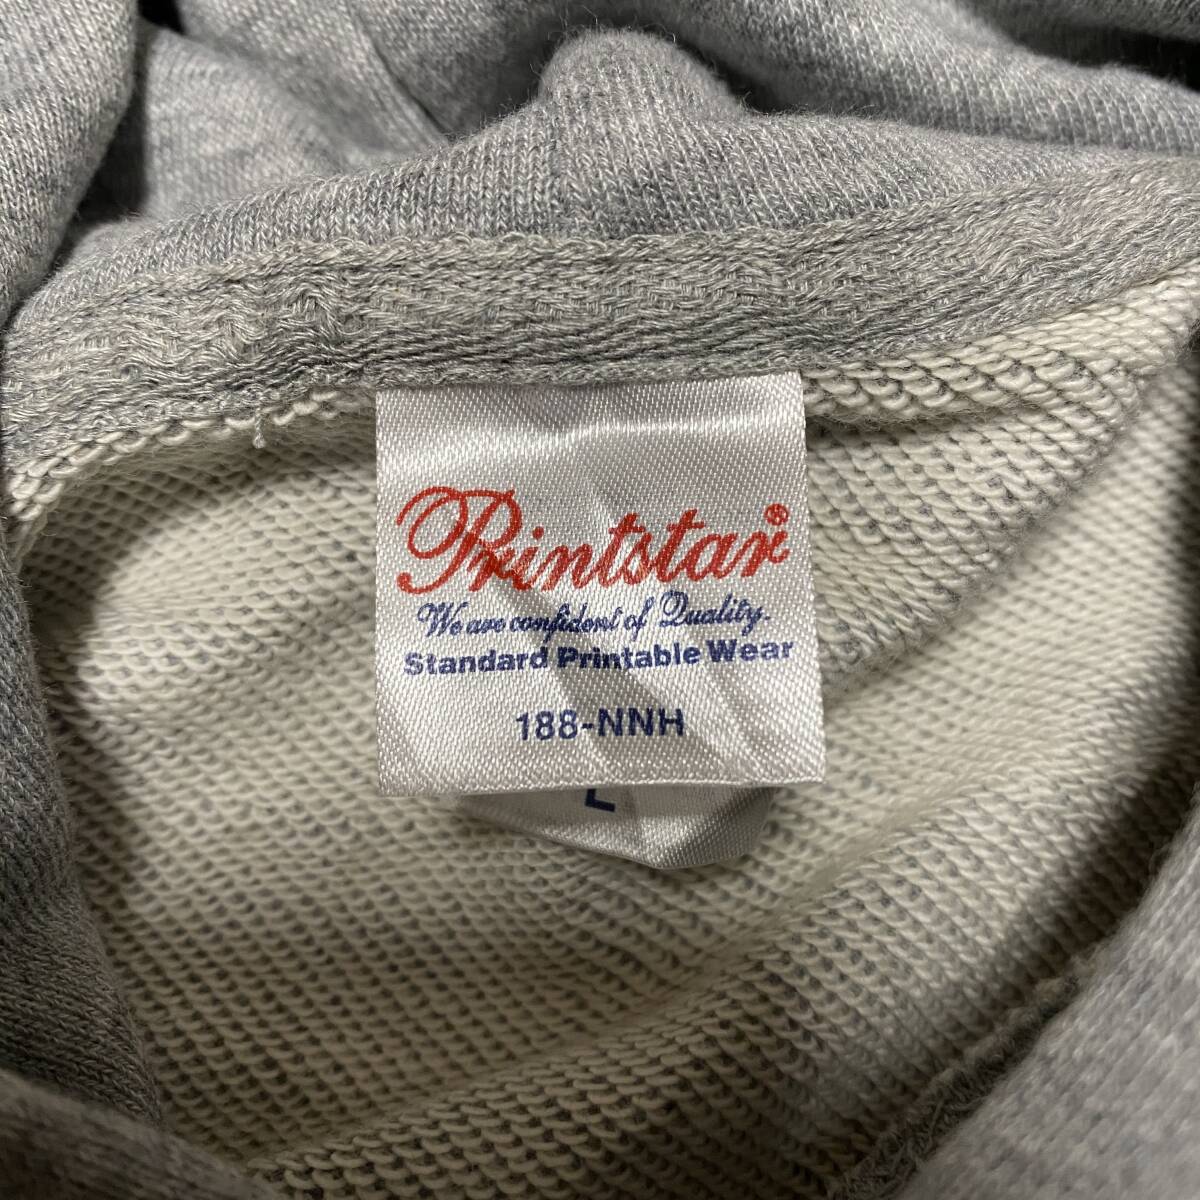 Printstar®
We are confident of Quality.
Standard Printable Wear
188-NNH
L